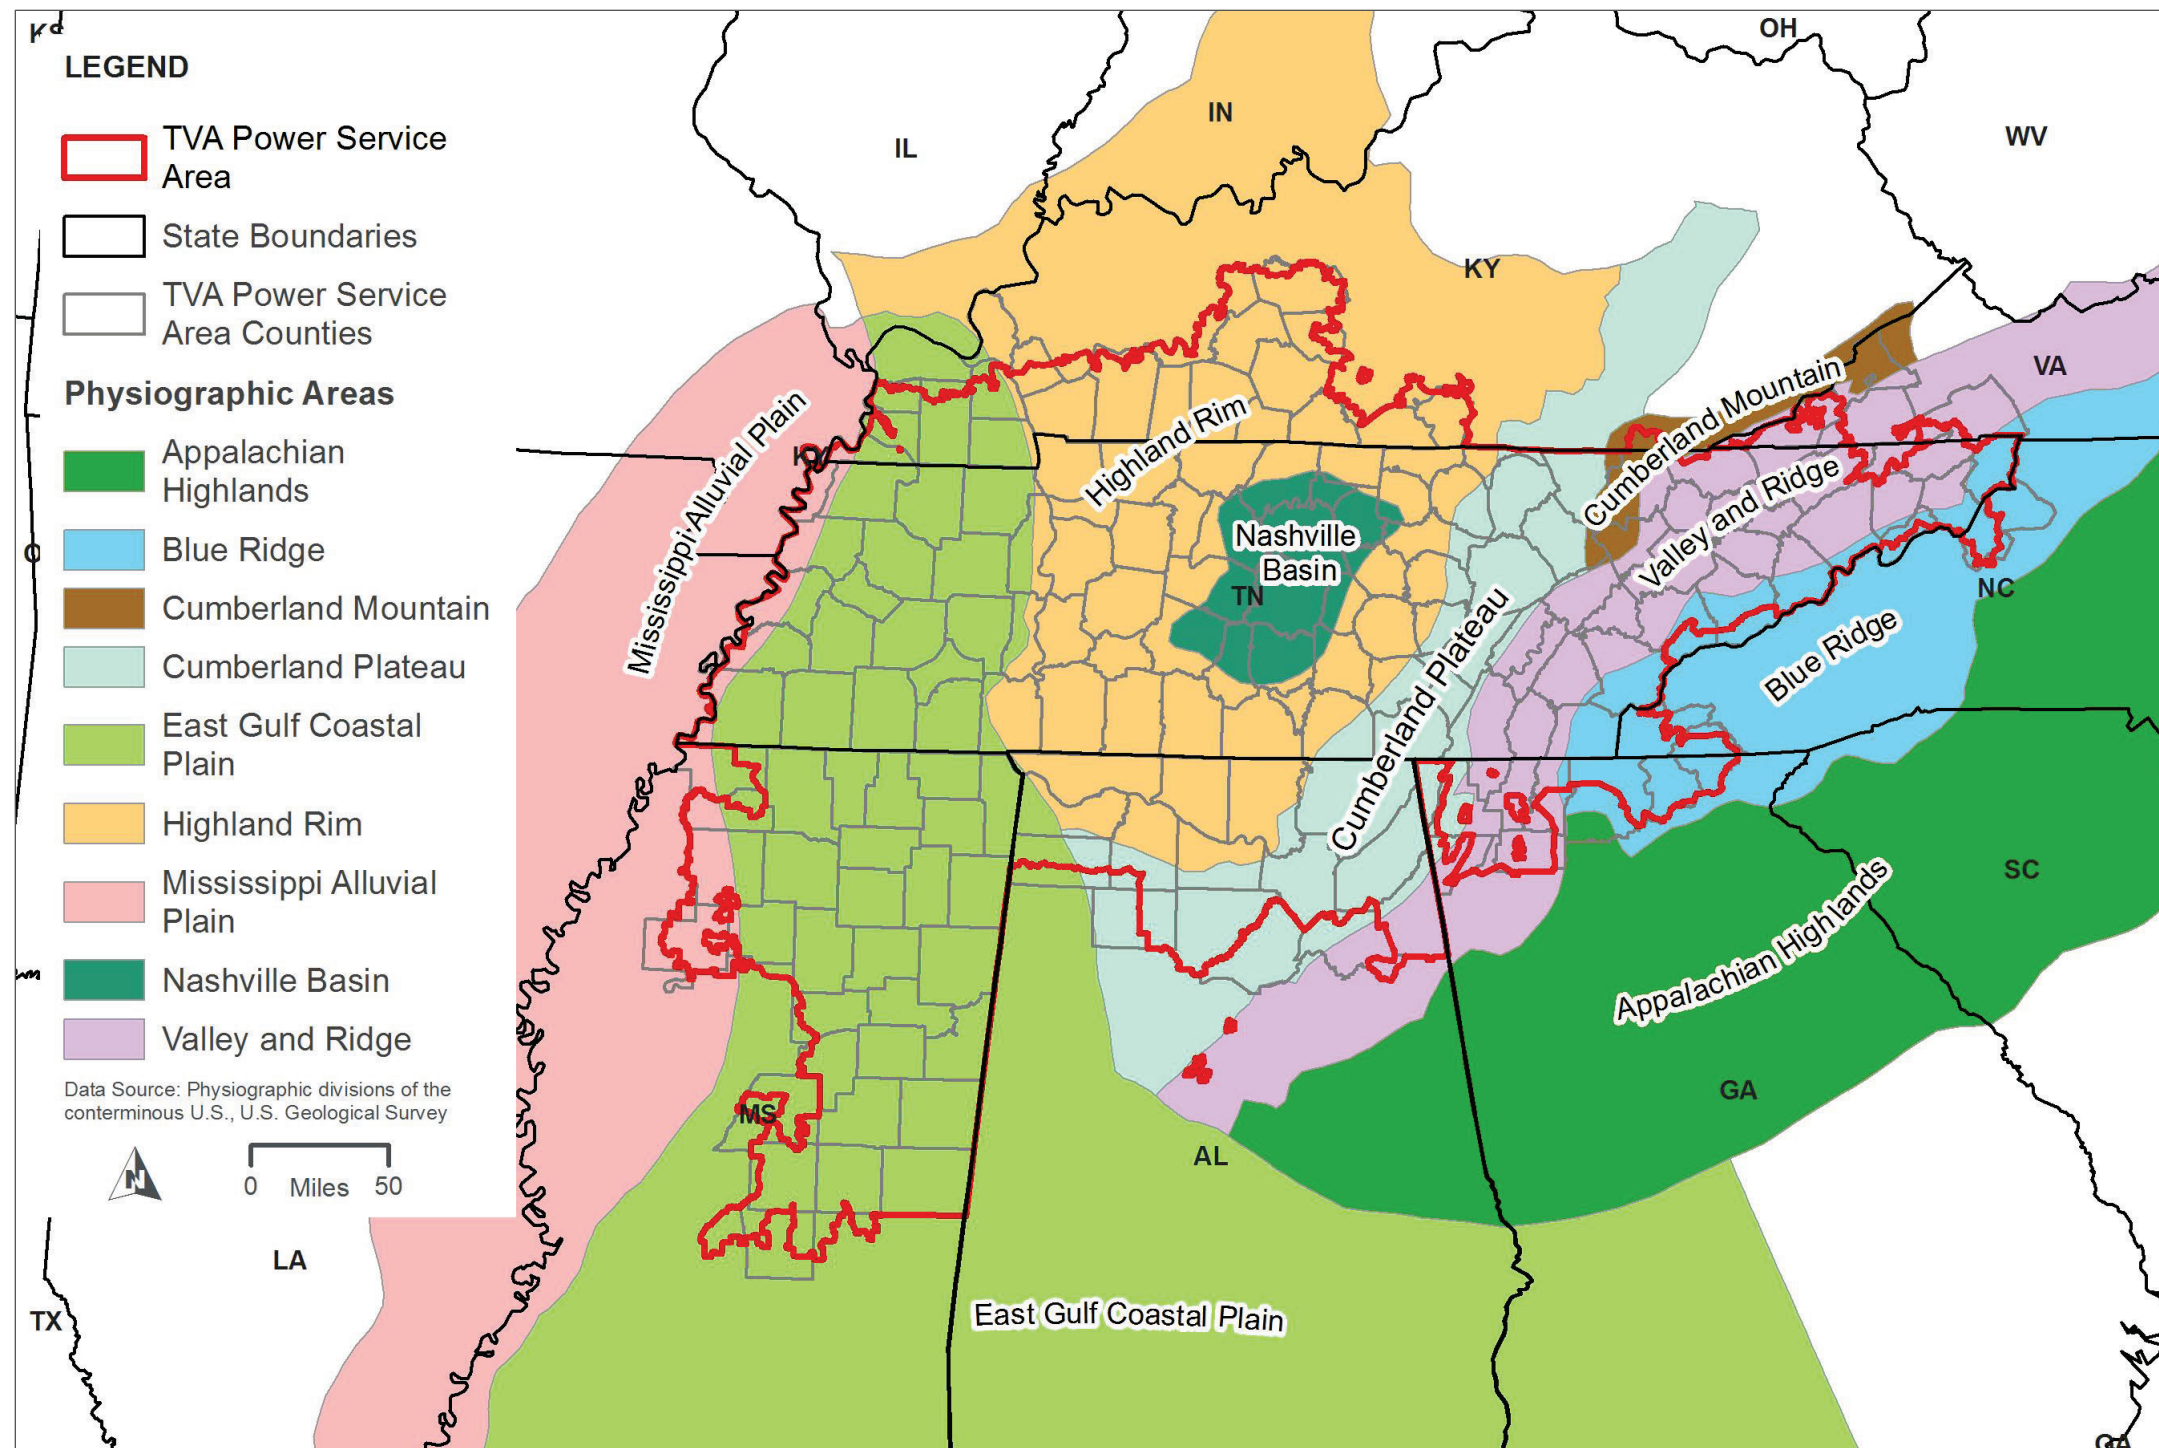 LEGEND
TVA Power Service
Area
State Boundaries
TVA Power Service
Area Counties
Physiographic Areas
Appalachian
Highlands
Blue Ridge
Cumberland Mountain
Cumberland Plateau
East Gulf Coastal
Plain
Highland Rim
Mississippi Alluvial
Plain
Nashville Basin
Valley and Ridge
Data Source: Physiographic divisions of the
conterminous U.S., U.S. Geological Survey
N
0 Miles 50
OH
IN
IL
WV
KY
VA
KY
TN
NC
SC
GA
MS
AL
LA
TX
Mississippi Alluvial Plain
Highland Rim
Nashville
Basin
Cumberland Mountain
Valley and Ridge
Cumberland Plateau
Blue Ridge
Appalachian Highlands
East Gulf Coastal Plain